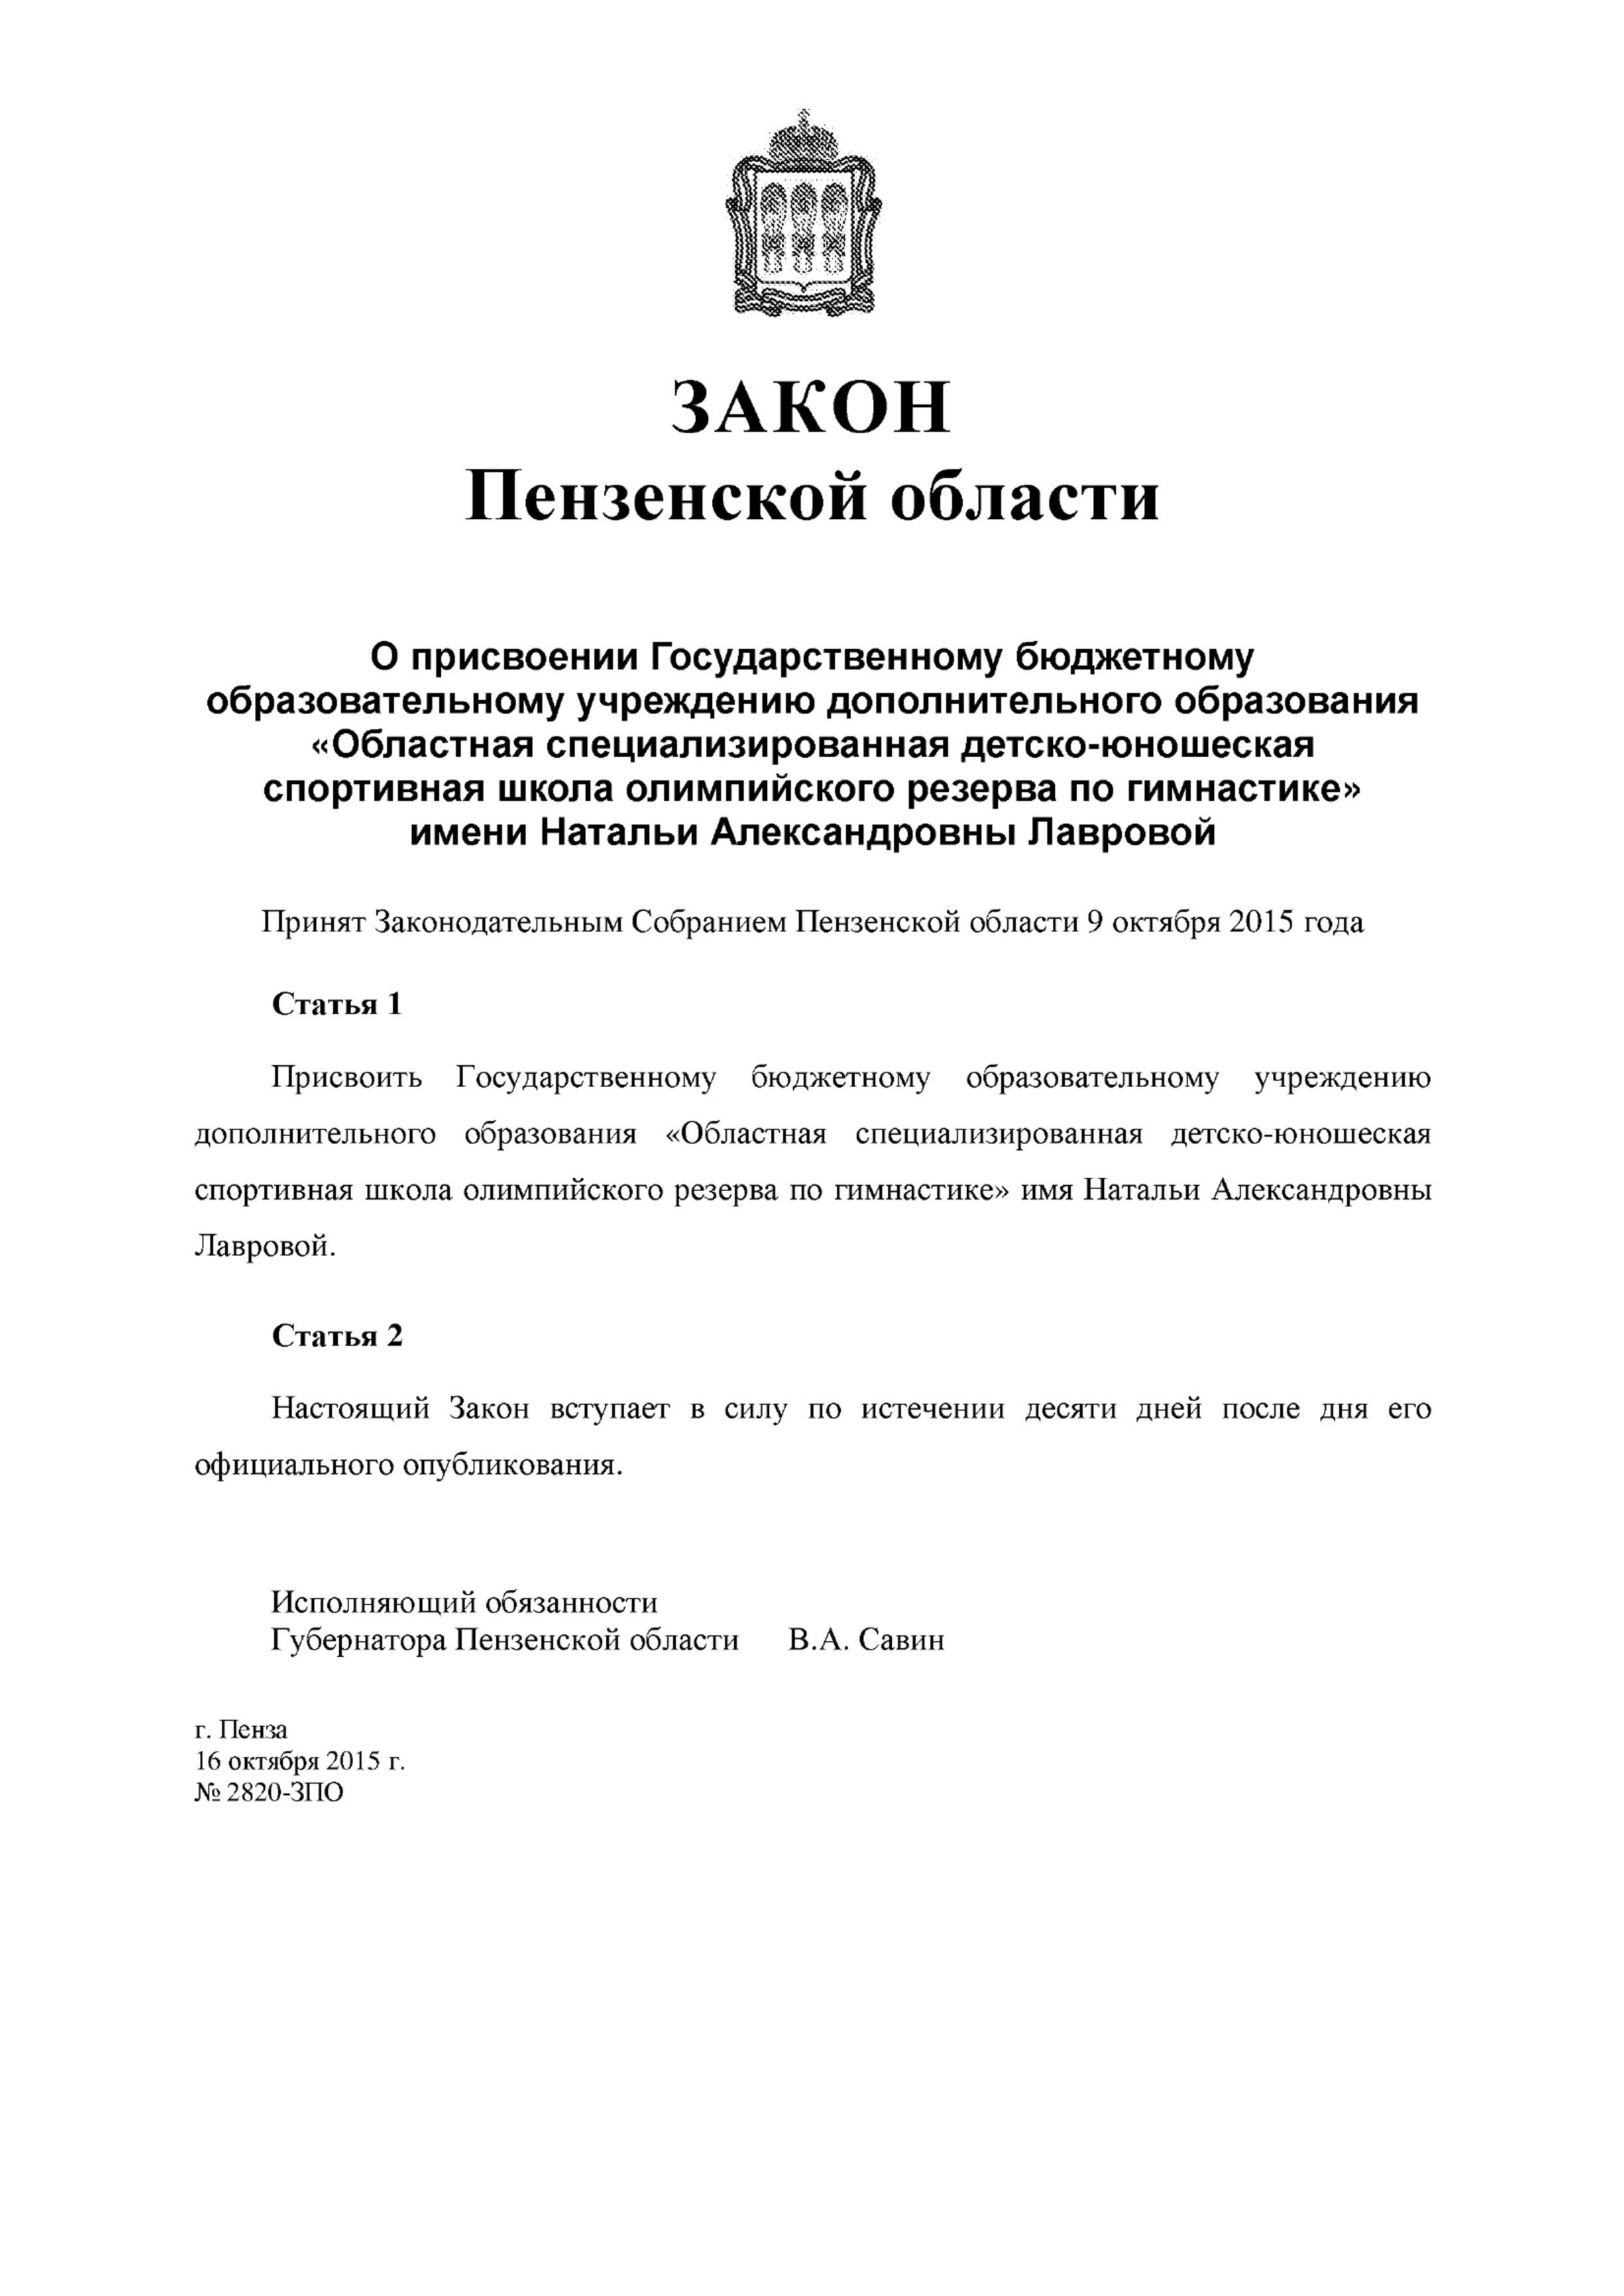 ЗАКОН
Пензенской области
О присвоении Государственному бюджетному
образовательному учреждению дополнительного образования
«Областная специализированная детско-юношеская
спортивная школа олимпийского резерва по гимнастике»
имени Натальи Александровны Лавровой
Принят Законодательным Собранием Пензенской области 9 октября 2015 года
Статья 1
Присвоить Государственному бюджетному образовательному учреждению
дополнительного образования «Областная специализированная детско-юношеская
спортивная школа олимпийского резерва по гимнастике» имя Натальи Александровны
Лавровой.
Статья 2
Настоящий Закон вступает в силу по истечении десяти дней после дня его
официального опубликования.
Исполняющий обязанности
Губернатора Пензенской области В.А. Савин
г. Пенза
16 октября 2015 г.
№ 2820-ЗПО